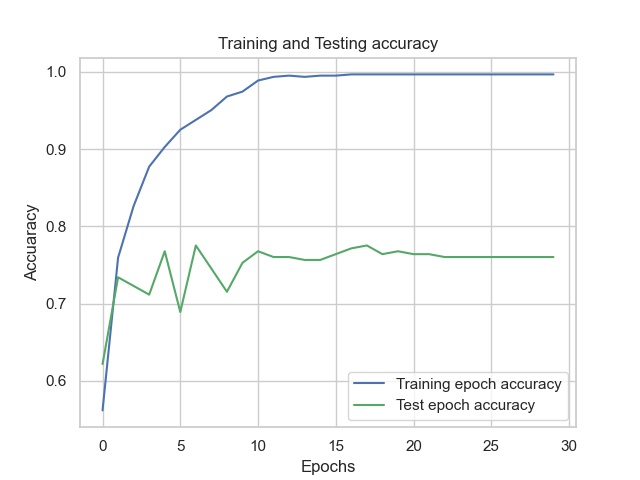 Training and Testing accuracy
1.0
0.9
0.8
0.7
0.6
Accuaracy
Training epoch accuracy
Test epoch accuracy
0 5 10 15 20 25 30
Epochs